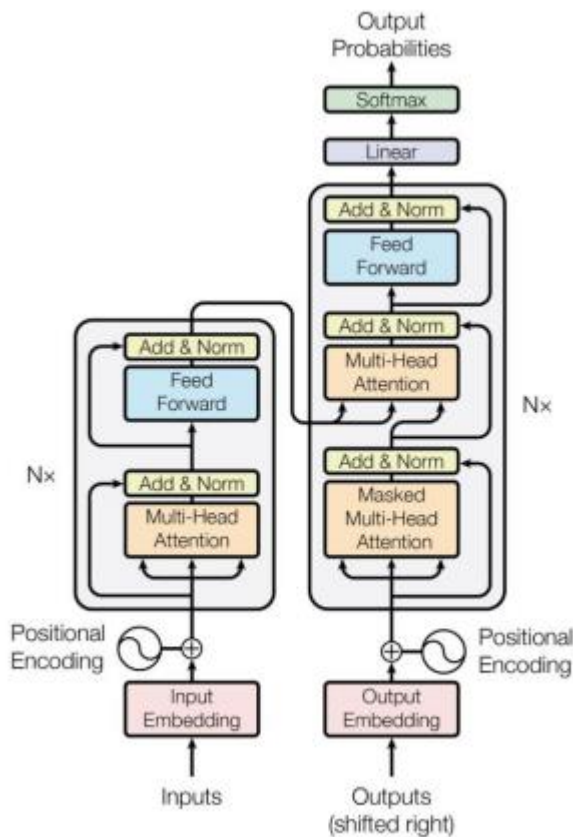 Output
Probabilities
Softmax
Linear
Add & Norm
Feed
Forward
Add & Norm
Multi-Head
Attention
Add & Norm
Masked
Multi-Head
Attention
Nx
Add & Norm
Feed
Forward
Add & Norm
Multi-Head
Attention
Nx
Positional
Encoding
Positional
Encoding
Input
Embedding
Output
Embedding
Inputs
Outputs
(shifted right)